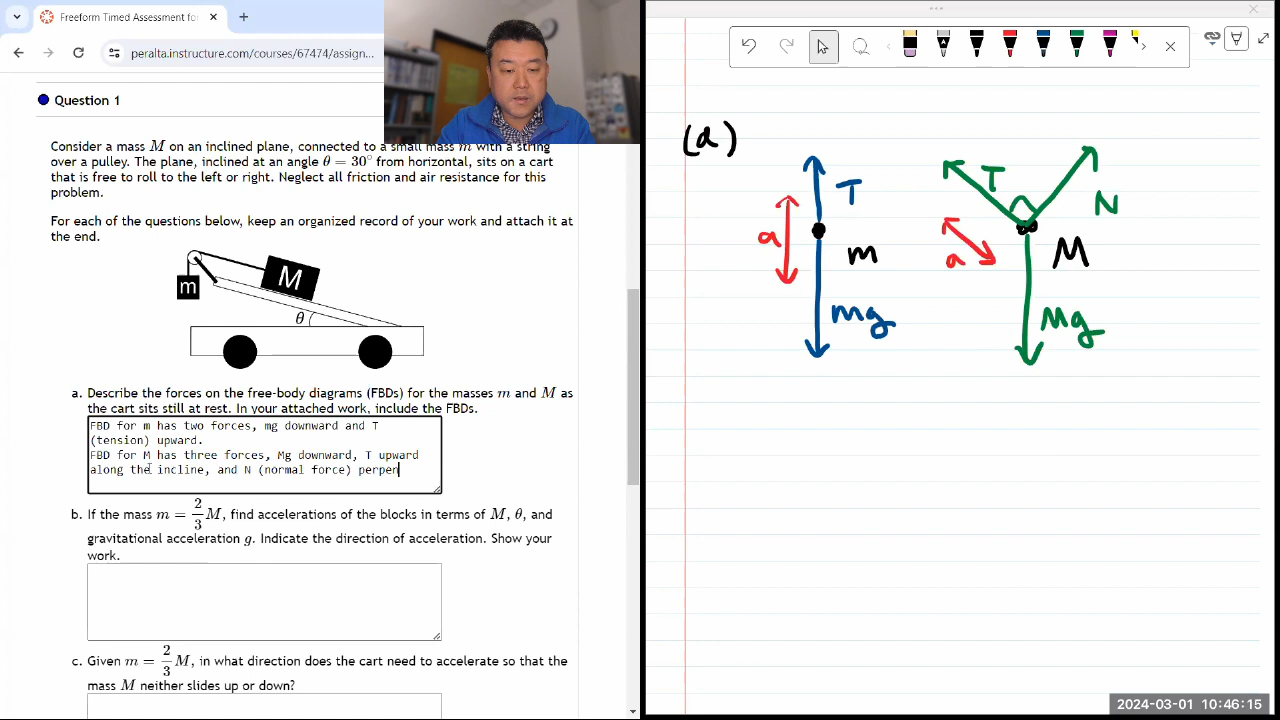 Freeform Timed Assessment for
peralta.instructure.com/courses/71874/assign
Question 1
Consider a mass M on an inclined plane, connected to a small mass m with a string
over a pulley. The plane, inclined at an angle θ = 30° from horizontal, sits on a cart
that is free to roll to the left or right. Neglect all friction and air resistance for this
problem.
For each of the questions below, keep an organized record of your work and attach it at
the end.
m
M
θ
a. Describe the forces on the free-body diagrams (FBDs) for the masses m and M as
the cart sits still at rest. In your attached work, include the FBDs.
FBD for m has two forces, mg downward and T
(tension) upward.
FBD for M has three forces, Mg downward, T upward
along the incline, and N (normal force) perpen
b. If the mass m = 2/3 M, find accelerations of the blocks in terms of M, θ, and
gravitational acceleration g. Indicate the direction of acceleration. Show your
work.
c. Given m = 2/3 M, in what direction does the cart need to accelerate so that the
mass M neither slides up or down?
(a)
T
a
m
mg
T
N
a
M
Mg
2024-03-01 10:46:15